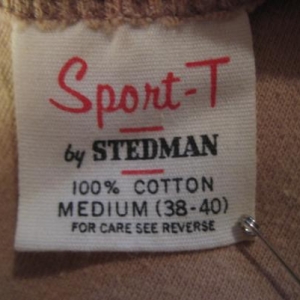 Sport-T
by STEDMAN
100% COTTON
MEDIUM (38-40)
FOR CARE SEE REVERSE